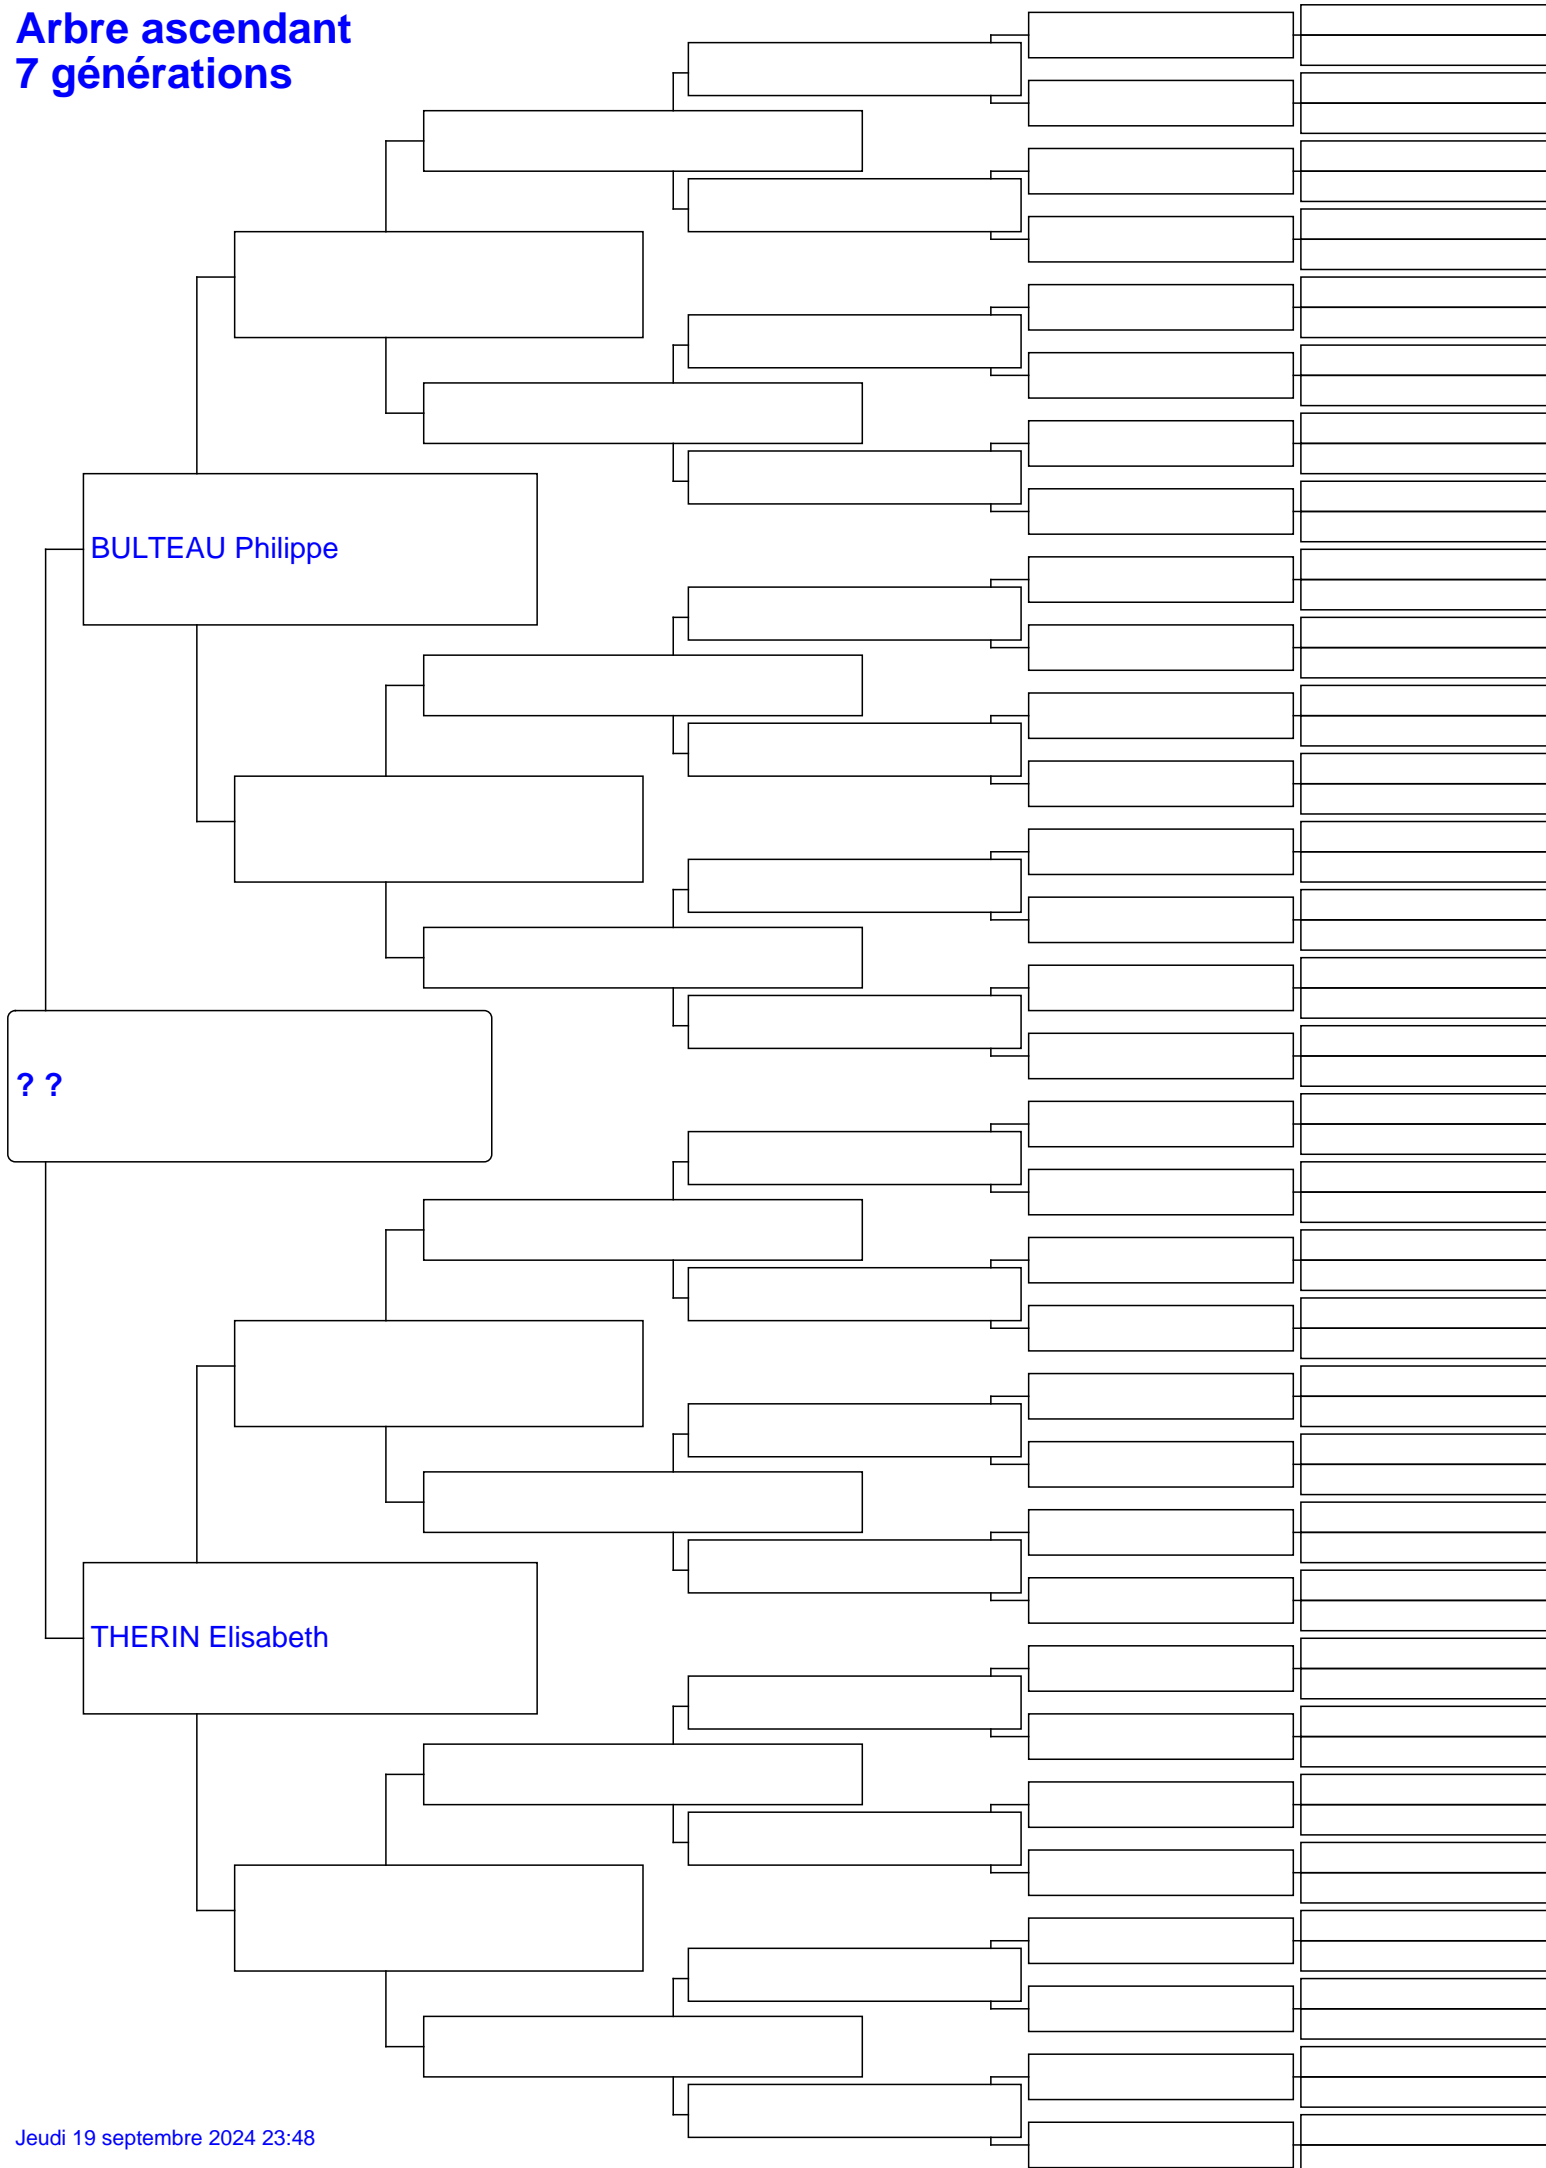 Arbre ascendant
7 générations
BULTEAU Philippe
? ?
THERIN Elisabeth
Jeudi 19 septembre 2024 23:48